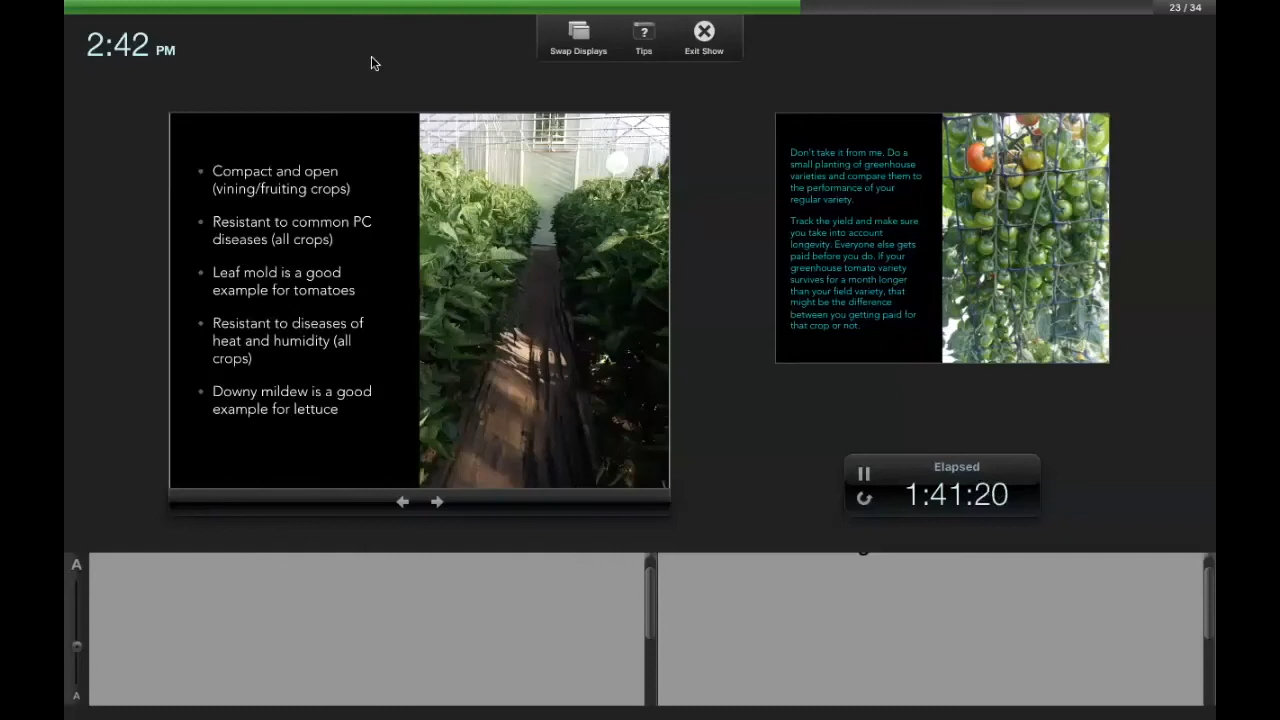 23 / 34
2:42 PM
Swap Displays
Tips
Exit Show
Compact and open
(vining/fruiting crops)
Resistant to common PC
diseases (all crops)
Leaf mold is a good
example for tomatoes
Resistant to diseases of
heat and humidity (all
crops)
Downy mildew is a good
example for lettuce
Don't take it from me. Do a
small planting of greenhouse
varieties and compare them to
the performance of your
regular variety.
Track the yield and make sure
you take into account
longevity. Everyone else gets
paid before you do. If your
greenhouse tomato variety
survives for a month longer
than your field variety, that
might be the difference
between you getting paid for
that crop or not.
Elapsed
1:41:20
A
A